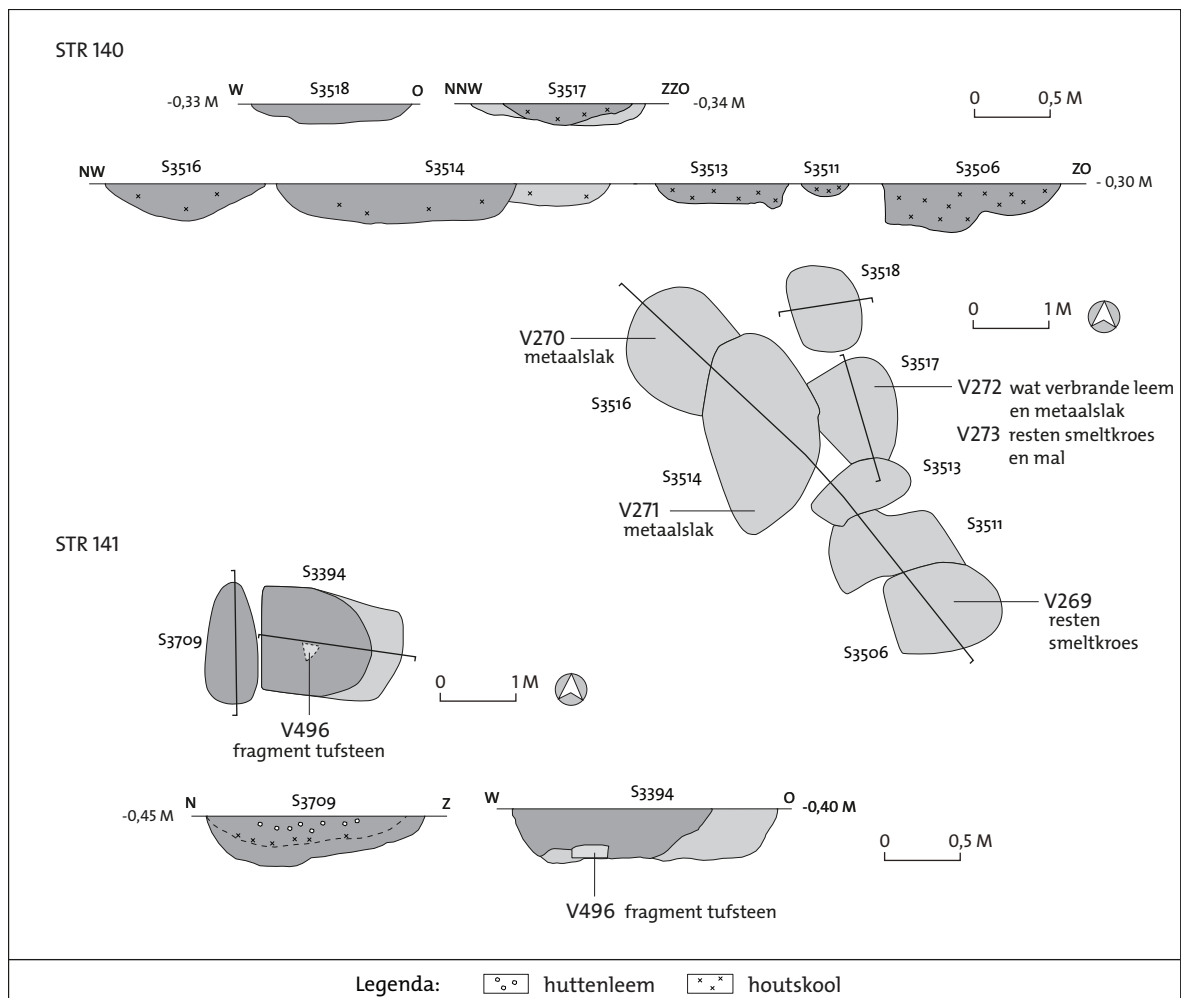 STR 140
W S3518 O NNW S3517 ZZO
-0,33 M -0,34 M
0 0,5 M
NW S3516 S3514 S3513 S3511 S3506 ZO
- 0,30 M
S3518
0 1 M
V270
metaalslak
S3517
V272 wat verbrande leem
en metaalslak
S3516
V273 resten smeltkroes
en mal
S3513
S3514
V271
metaalslak
S3511
STR 141
S3394
S3709
V269
resten
smeltkroes
S3506
0 1 M
V496
fragment tufsteen
N S3709 Z W S3394 O
-0,45 M -0,40 M
0 0,5 M
V496 fragment tufsteen
Legenda: huttenleem houtskool